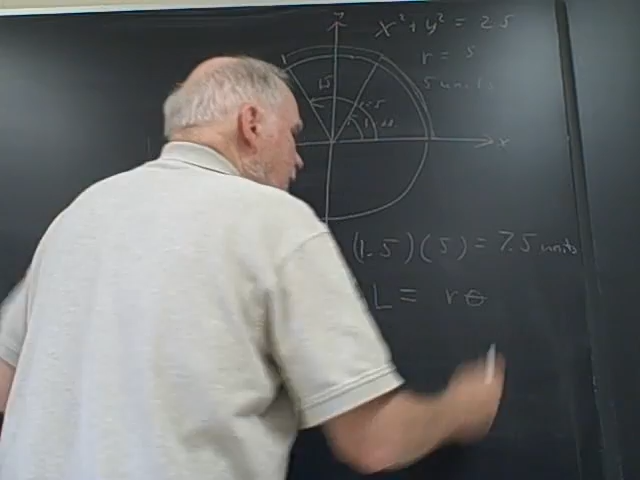 x² + y² = 25
r = 5
5 units
y
1.5
x
(1.5)(5) = 7.5 units
L = rθ